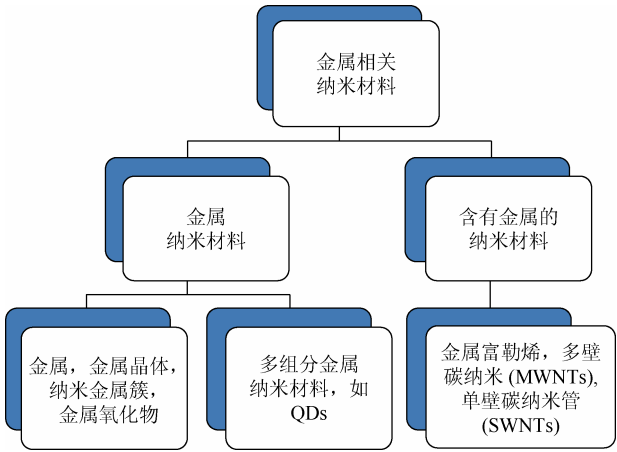 金属相关
纳米材料
金属
纳米材料
含有金属的
纳米材料
金属，金属晶体，
纳米金属簇，
金属氧化物
多组分金属
纳米材料，如
QDs
金属富勒烯，多壁
碳纳米 (MWNTs),
单壁碳纳米管
(SWNTs)